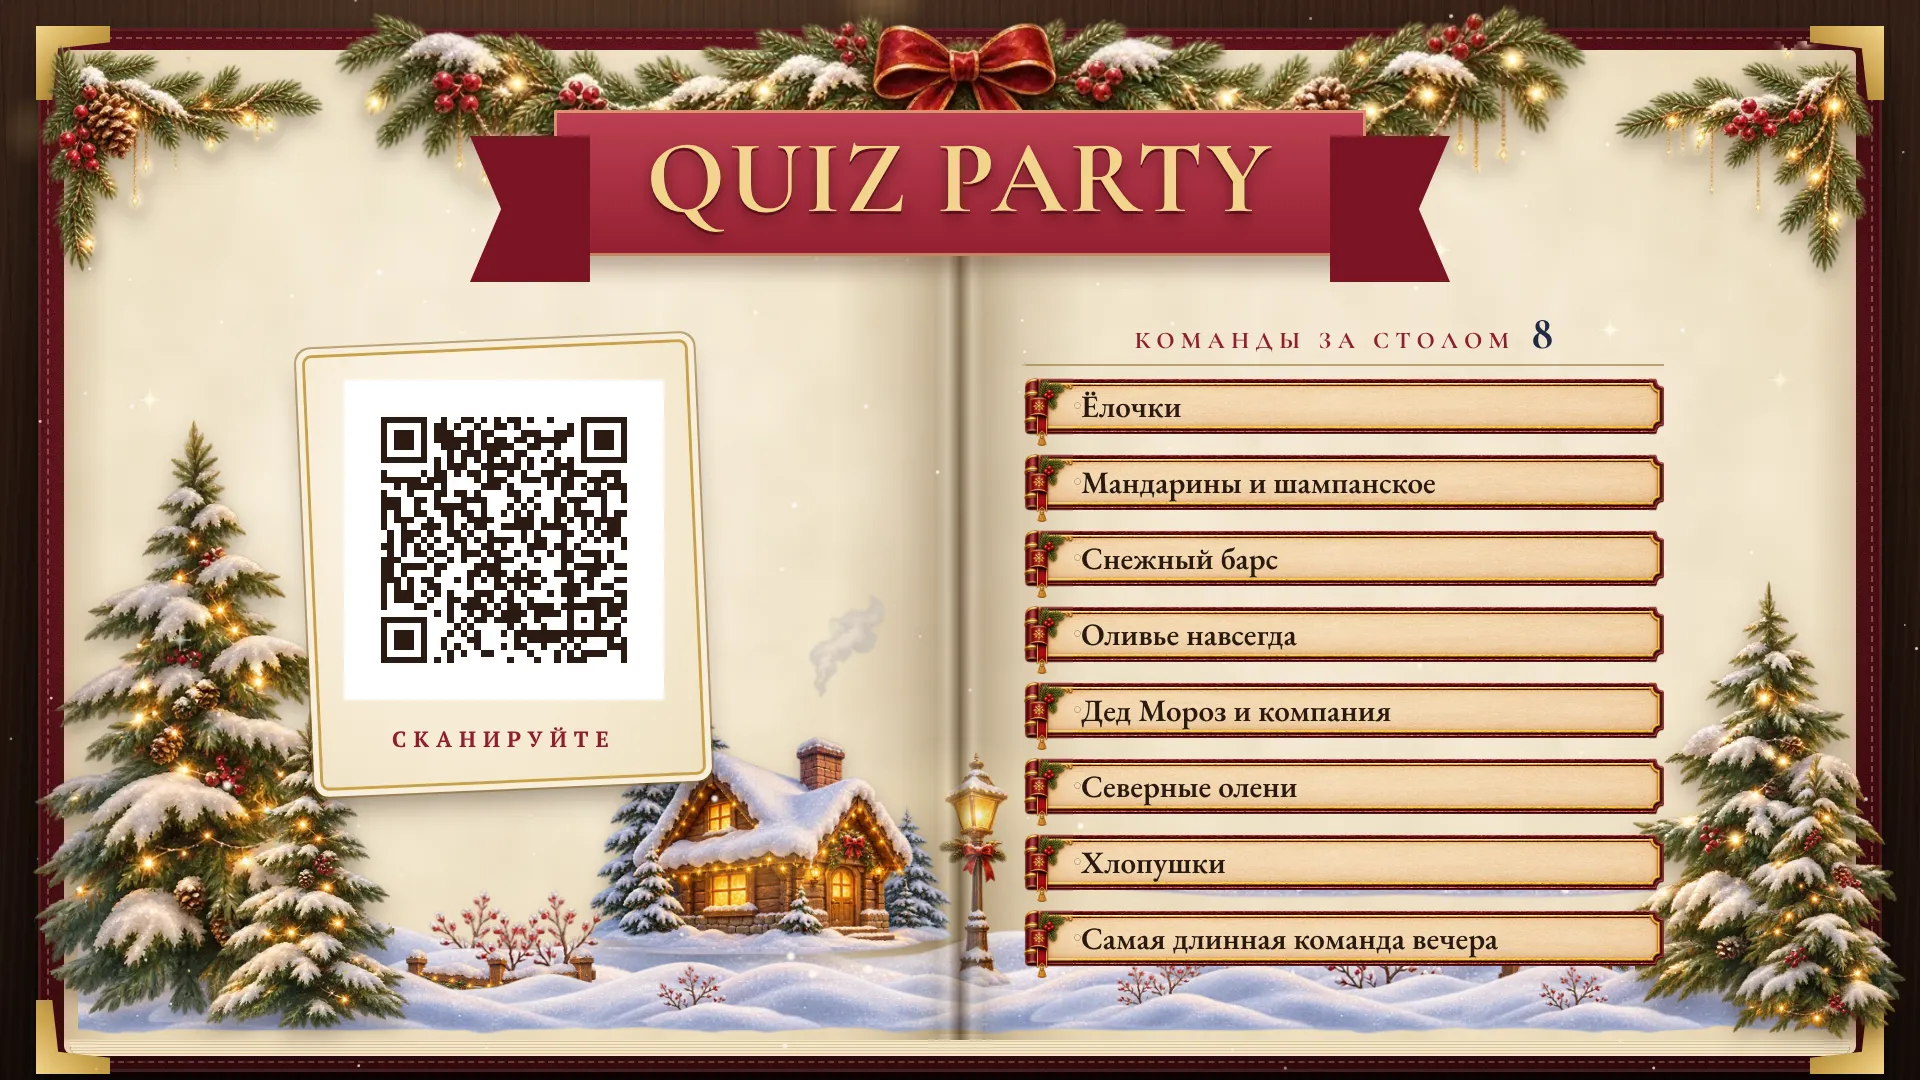 QUIZ PARTY
СКАНИРУЙТЕ
КОМАНДЫ ЗА СТОЛОМ 8
Ёлочки
Мандарины и шампанское
Снежный барс
Оливье навсегда
Дед Мороз и компания
Северные олени
Хлопушки
Самая длинная команда вечера